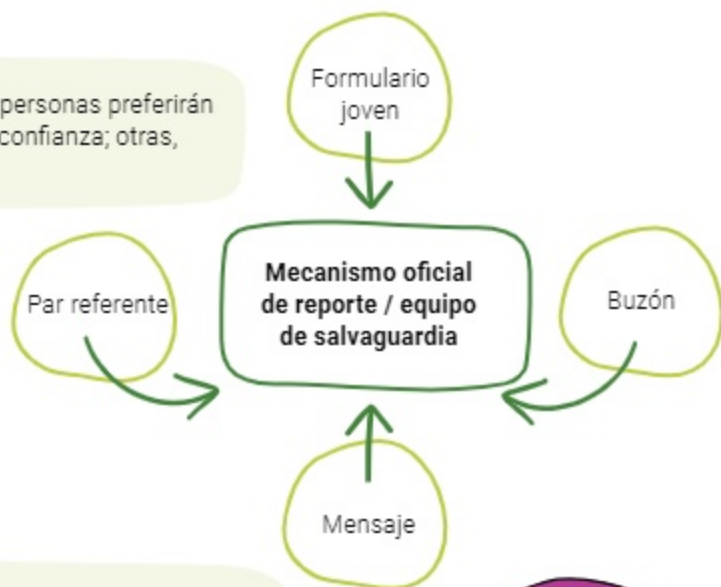 Formulario
joven
personas preferirán
confianza; otras,
Mecanismo oficial
de reporte / equipo
de salvaguardia
Par referente
Buzón
Mensaje